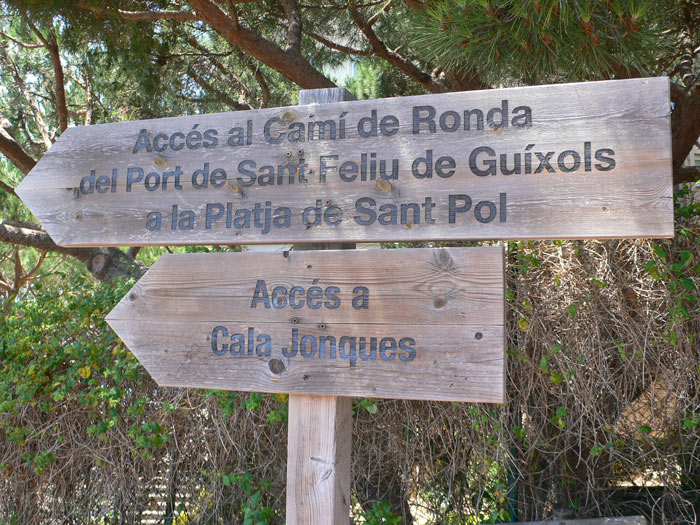 Accés al Camí de Ronda
del Port de Sant Feliu de Guíxols
a la Platja de Sant Pol
Accés a
Cala Jonques